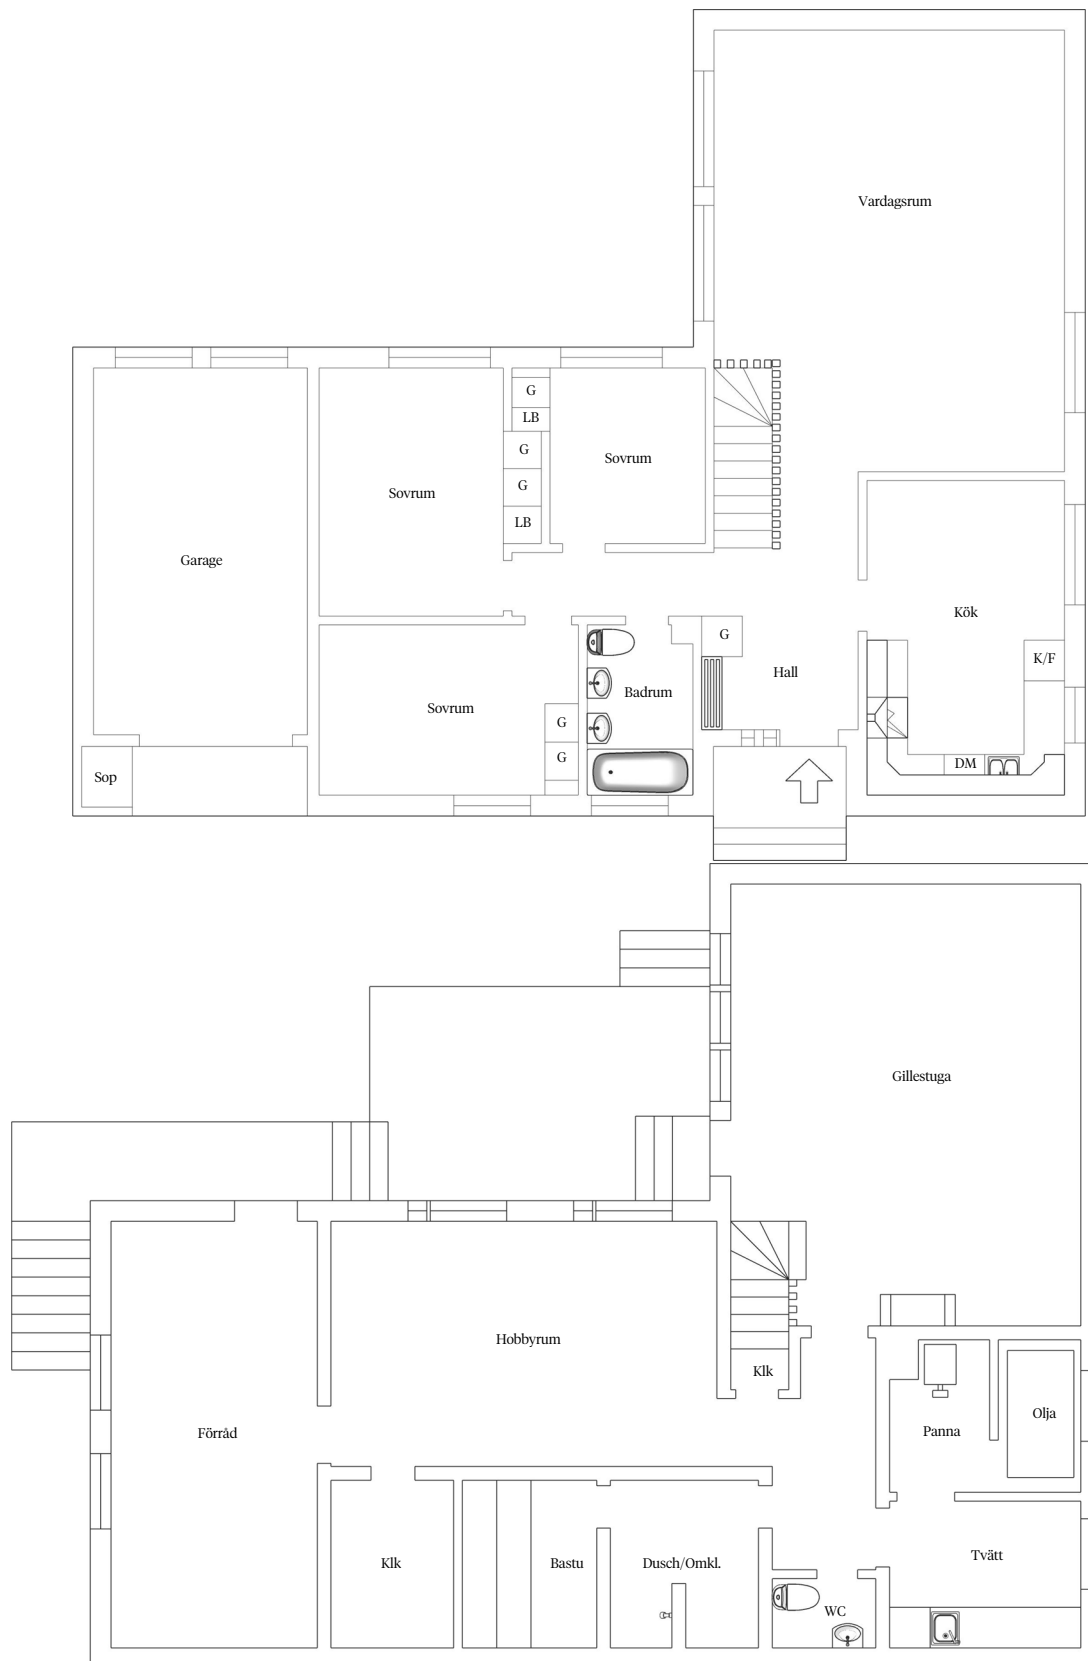 Vardagsrum
G
LB
G
Sovrum
G
Sovrum
LB
Garage
Kök
G
K/F
Hall
Badrum
Sovrum
G
G
DM
Sop
Gillestuga
Hobbyrum
Klk
Olja
Panna
Förråd
Tvätt
Klk
Bastu
Dusch/Omkl.
WC